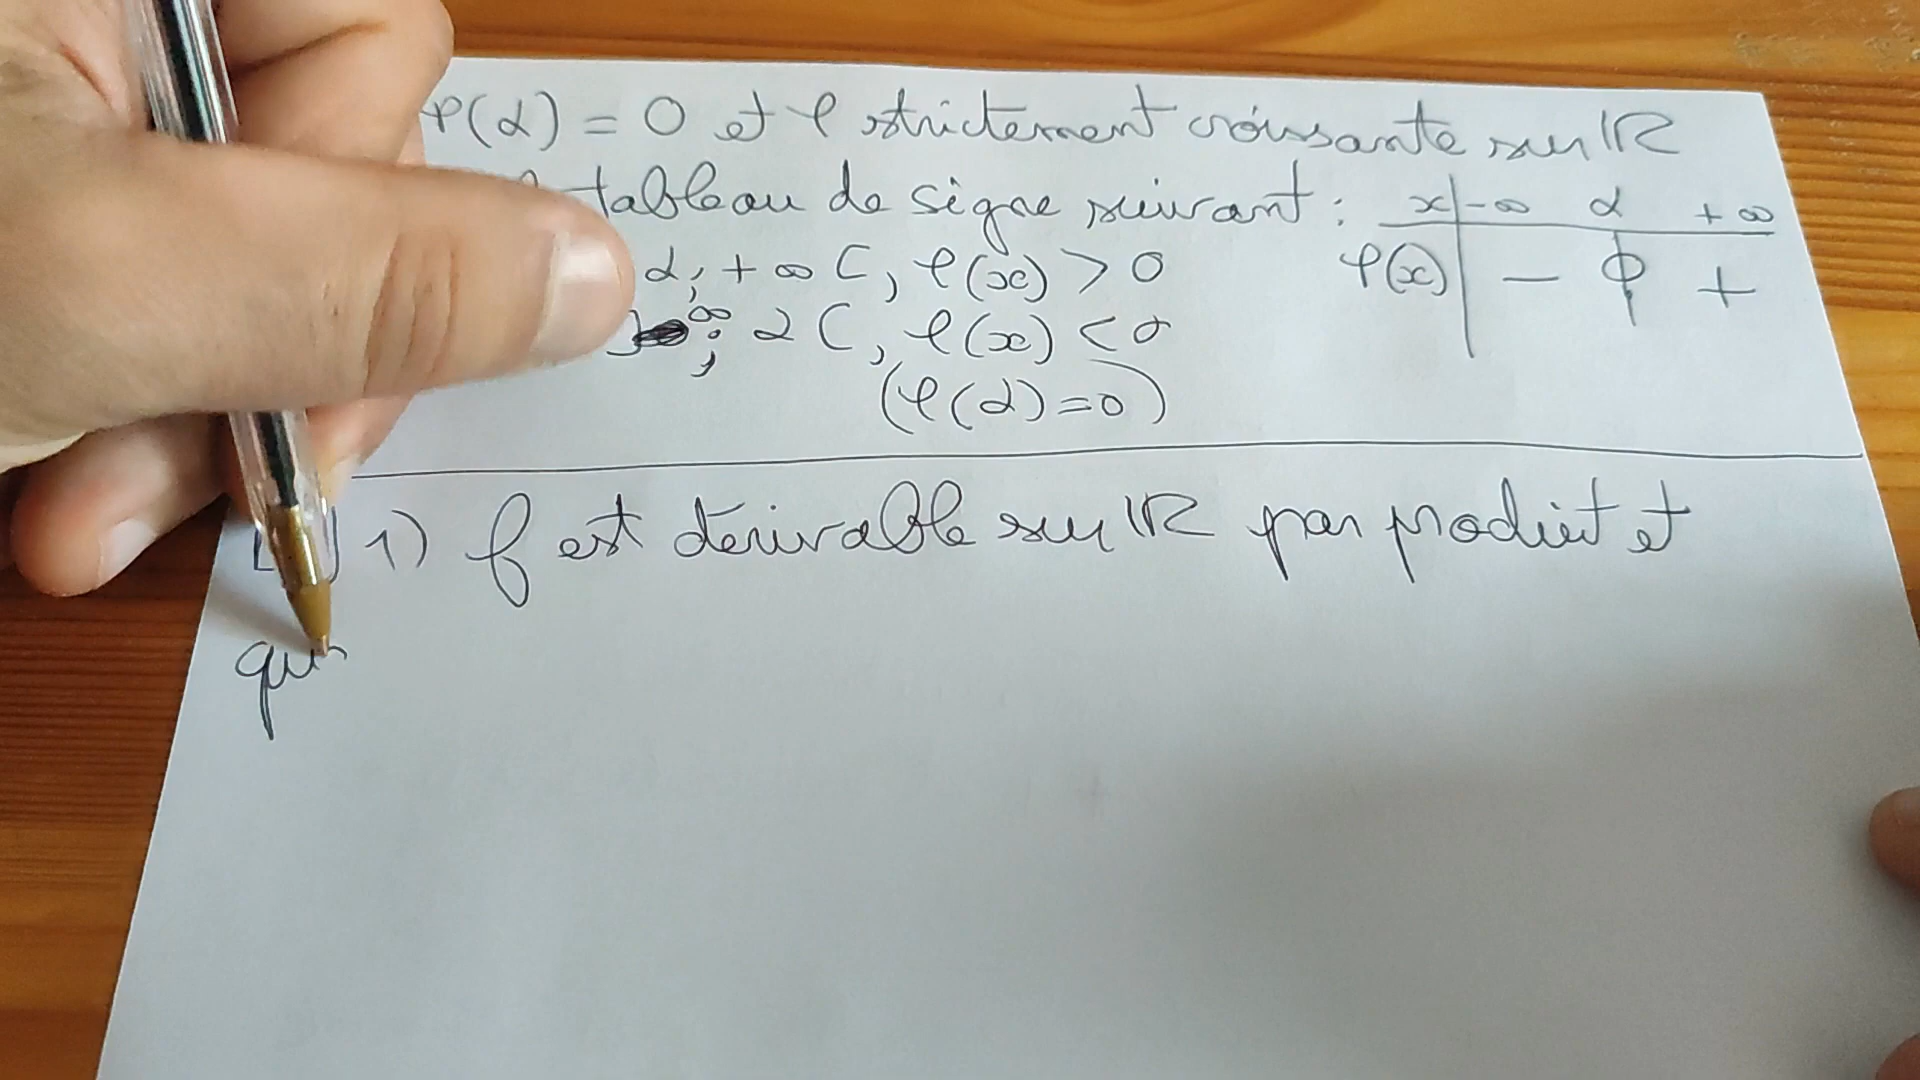 φ(α) = 0 et φ strictement croissante sur ℝ
tableau de signe suivant : x -∞ α +∞
α ; +∞ [, φ(x) > 0 φ(x) - 0 +
] -∞ ; α [, φ(x) < 0
(φ(α) = 0)
1) f est dérivable sur ℝ par produit et